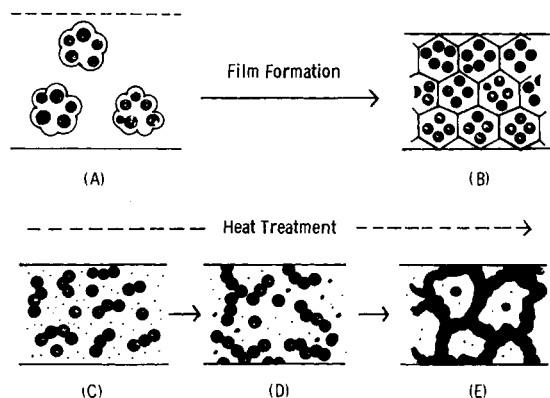 Film Formation
(A)
(B)
Heat Treatment
(C)
(D)
(E)